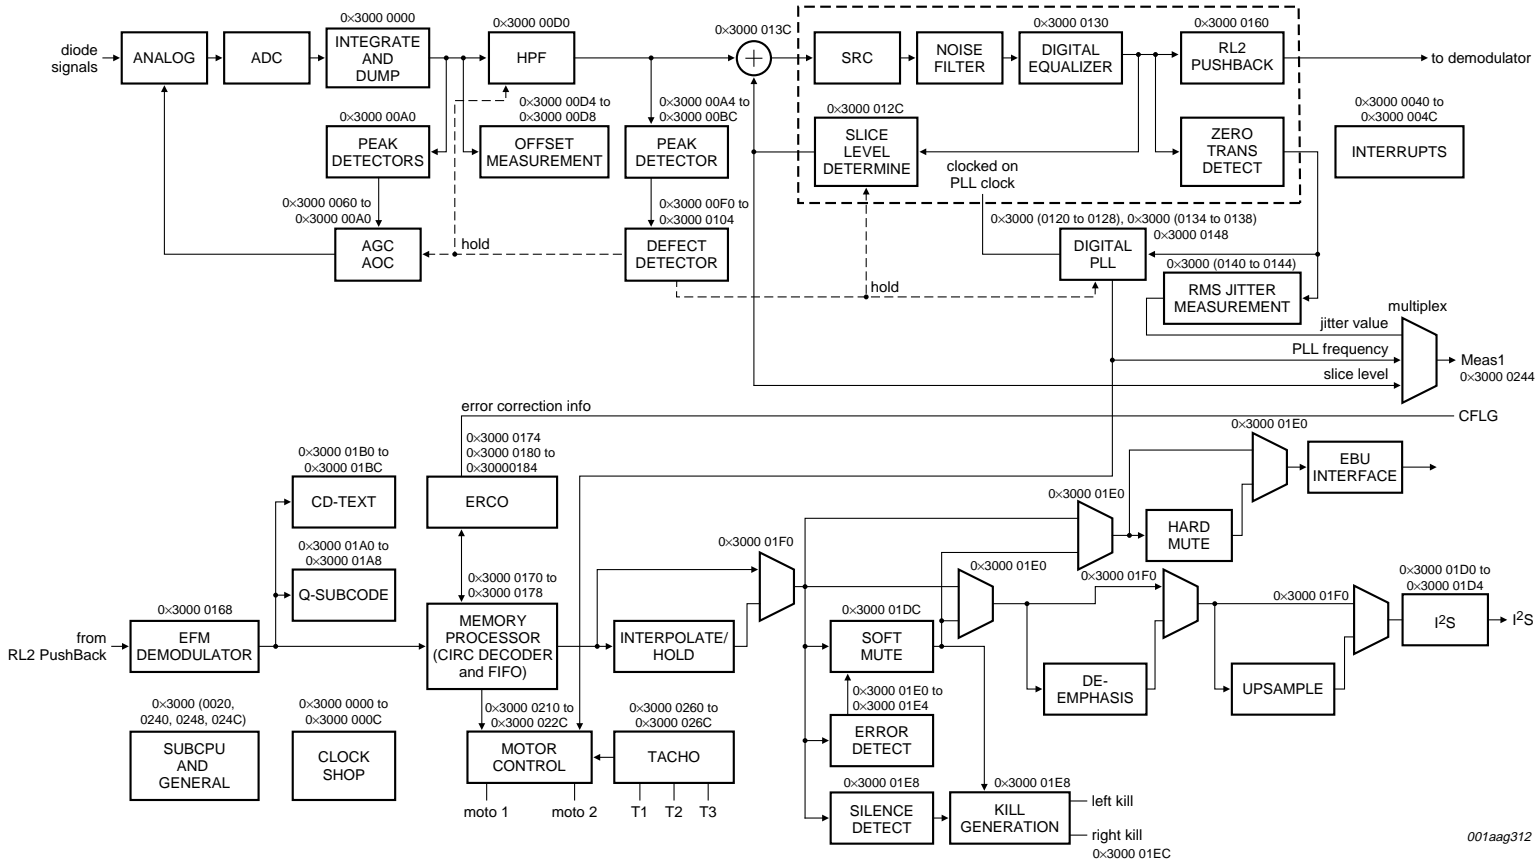 0×3000 0000
0×3000 00D0
0×3000 013C
0×3000 0130
0×3000 0160
diode
signals
ANALOG
ADC
INTEGRATE
AND
DUMP
HPF
SRC
NOISE
FILTER
DIGITAL
EQUALIZER
RL2
PUSHBACK
to demodulator
0×3000 00A0
0×3000 00D4 to
0×3000 00D8
0×3000 00A4 to
0×3000 00BC
0×3000 012C
0×3000 0040 to
0×3000 004C
PEAK
DETECTORS
OFFSET
MEASUREMENT
PEAK
DETECTOR
SLICE
LEVEL
DETERMINE
clocked on
PLL clock
ZERO
TRANS
DETECT
INTERRUPTS
0×3000 0060 to
0×3000 00A0
0×3000 00F0 to
0×3000 0104
0×3000 (0120 to 0128), 0×3000 (0134 to 0138)
0×3000 0148
AGC
AOC
hold
DEFECT
DETECTOR
hold
DIGITAL
PLL
0×3000 (0140 to 0144)
RMS JITTER
MEASUREMENT
multiplex
jitter value
PLL frequency
slice level
Meas1
0×3000 0244
error correction info
CFLG
0×3000 01B0 to
0×3000 01BC
CD-TEXT
0×3000 0174
0×3000 0180 to
0×30000184
ERCO
0×3000 01E0
EBU
INTERFACE
0×3000 01E0
HARD
MUTE
0×3000 01A0 to
0×3000 01A8
Q-SUBCODE
0×3000 0170 to
0×3000 0178
0×3000 01F0
0×3000 01E0
0×3000 01F0
0×3000 01F0
0×3000 01D0 to
0×3000 01D4
from
RL2 PushBack
0×3000 0168
EFM
DEMODULATOR
MEMORY
PROCESSOR
(CIRC DECODER
and FIFO)
INTERPOLATE/
HOLD
0×3000 01DC
SOFT
MUTE
DE-
EMPHASIS
UPSAMPLE
I2S
I2S
0×3000 (0020,
0240, 0248, 024C)
SUBCPU
AND
GENERAL
0×3000 0000 to
0×3000 000C
CLOCK
SHOP
0×3000 0210 to
0×3000 022C
MOTOR
CONTROL
moto 1
moto 2
0×3000 0260 to
0×3000 026C
TACHO
T1
T2
T3
0×3000 01E0 to
0×3000 01E4
ERROR
DETECT
0×3000 01E8
SILENCE
DETECT
0×3000 01E8
KILL
GENERATION
left kill
right kill
0×3000 01EC
001aag312